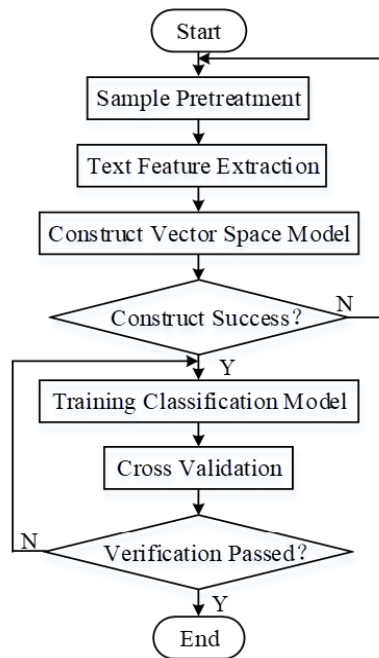 Start
Sample Pretreatment
Text Feature Extraction
Construct Vector Space Model
N
Construct Success?
Y
Training Classification Model
Cross Validation
N
Verification Passed?
Y
End